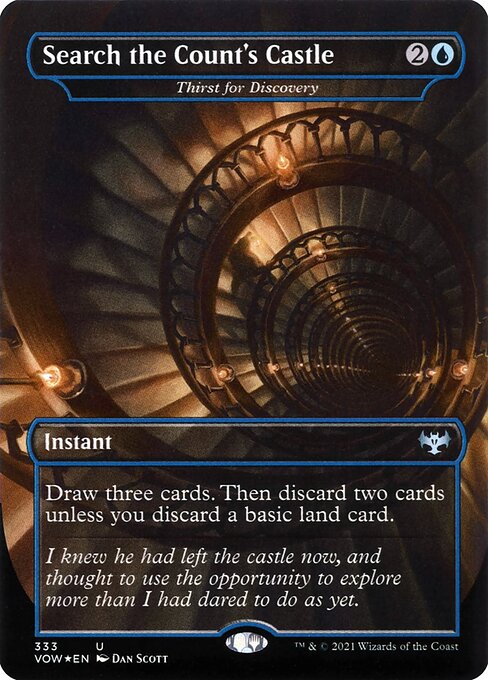 Search the Count's Castle 2
Thirst for Discovery
Instant
Draw three cards. Then discard two cards
unless you discard a basic land card.
I knew he had left the castle now, and
thought to use the opportunity to explore
more than I had dared to do as yet.
333 U
VOW★EN Dan Scott
™ & © 2021 Wizards of the Coast